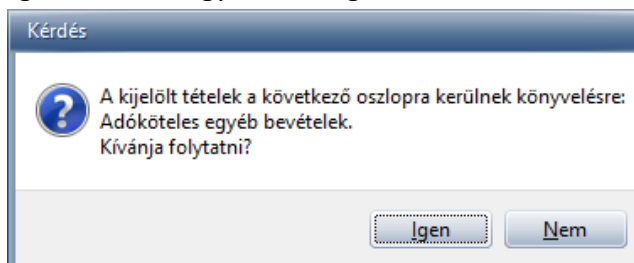 Kérdés
A kijelölt tételek a következő oszlopra kerülnek könyvelésre:
Adóköteles egyéb bevételek.
Kívánja folytatni?
Igen Nem